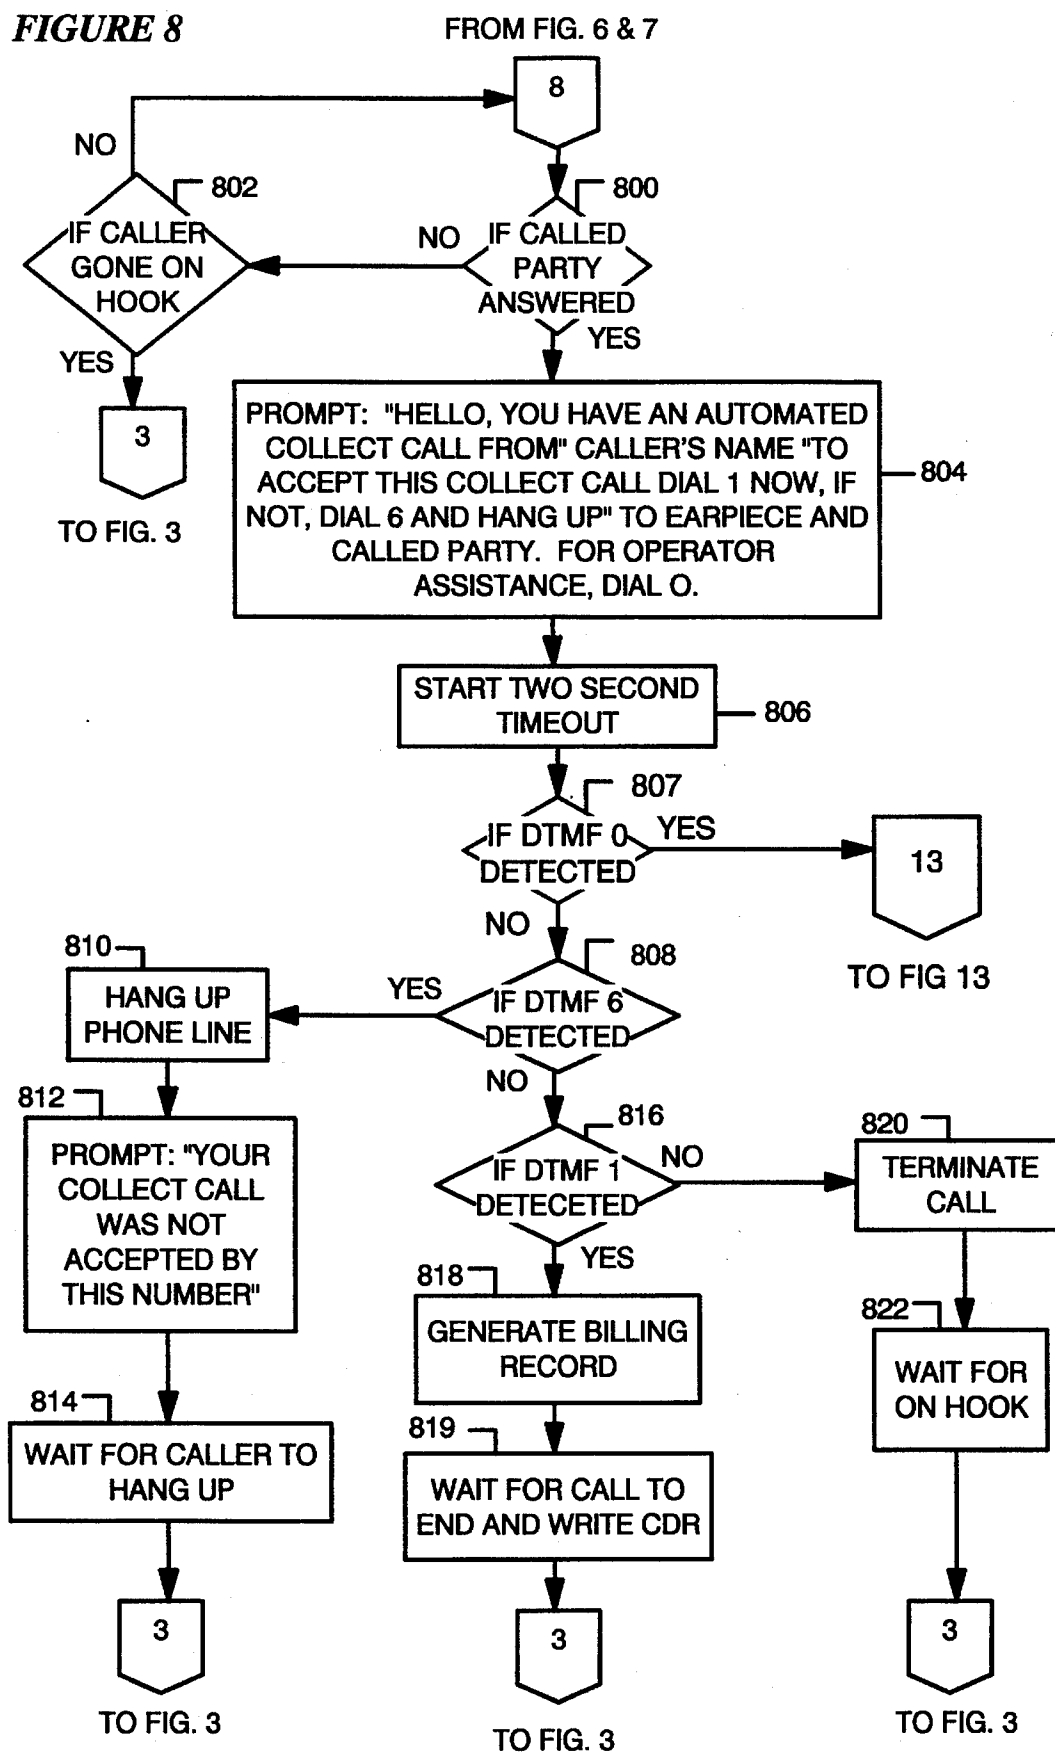 FIGURE 8
FROM FIG. 6 & 7
8
NO
802
800
IF CALLER
GONE ON
HOOK
NO
IF CALLED
PARTY
ANSWERED
YES
YES
3
TO FIG. 3
PROMPT: "HELLO, YOU HAVE AN AUTOMATED
COLLECT CALL FROM" CALLER'S NAME "TO
ACCEPT THIS COLLECT CALL DIAL 1 NOW, IF
NOT, DIAL 6 AND HANG UP" TO EARPIECE AND
CALLED PARTY. FOR OPERATOR
ASSISTANCE, DIAL O.
804
START TWO SECOND
TIMEOUT
806
807
IF DTMF 0
DETECTED
YES
13
TO FIG 13
NO
808
IF DTMF 6
DETECTED
YES
810
HANG UP
PHONE LINE
NO
812
PROMPT: "YOUR
COLLECT CALL
WAS NOT
ACCEPTED BY
THIS NUMBER"
816
IF DTMF 1
DETECETED
NO
820
TERMINATE
CALL
YES
818
GENERATE BILLING
RECORD
822
WAIT FOR
ON HOOK
814
WAIT FOR CALLER TO
HANG UP
819
WAIT FOR CALL TO
END AND WRITE CDR
3
TO FIG. 3
3
TO FIG. 3
3
TO FIG. 3